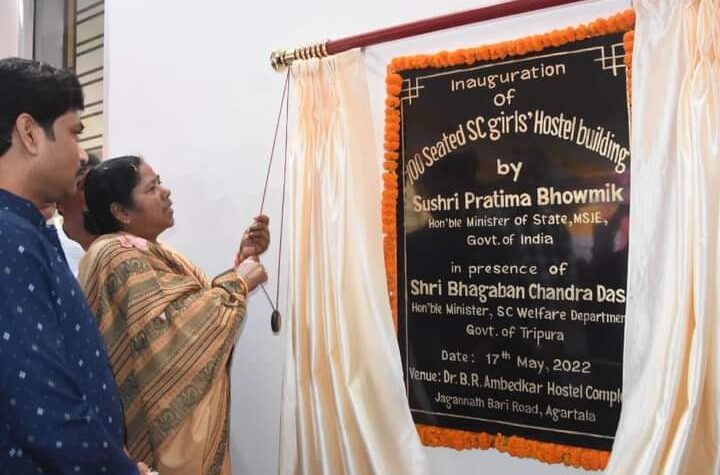 Inauguration
Of
100 Seated SC girls' Hostel building
by
Sushri Pratima Bhowmik
Hon'ble Minister of State, MSJE,
Govt. of India
in presence of
Shri Bhagaban Chandra Das
Hon'ble Minister, SC Welfare Departmen
Govt. of Tripura
Date: 17th May, 2022
Venue: Dr. B.R. Ambedkar Hostel Comple
Jagannath Bari Road, Agartala